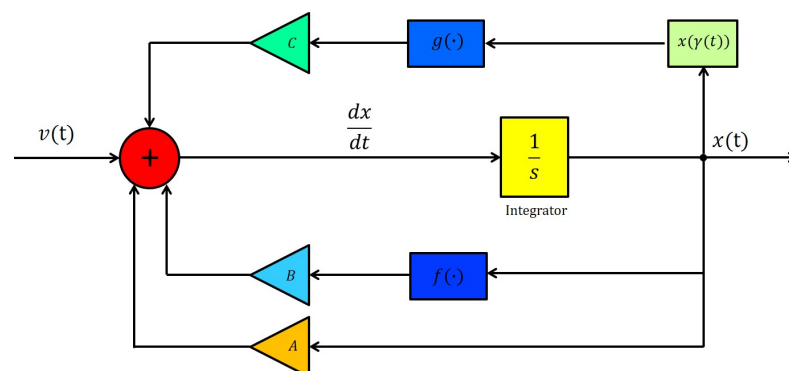 C
g(·)
x(γ(t))
v(t)
+
dx
dt
1
s
x(t)
Integrator
B
f(·)
A